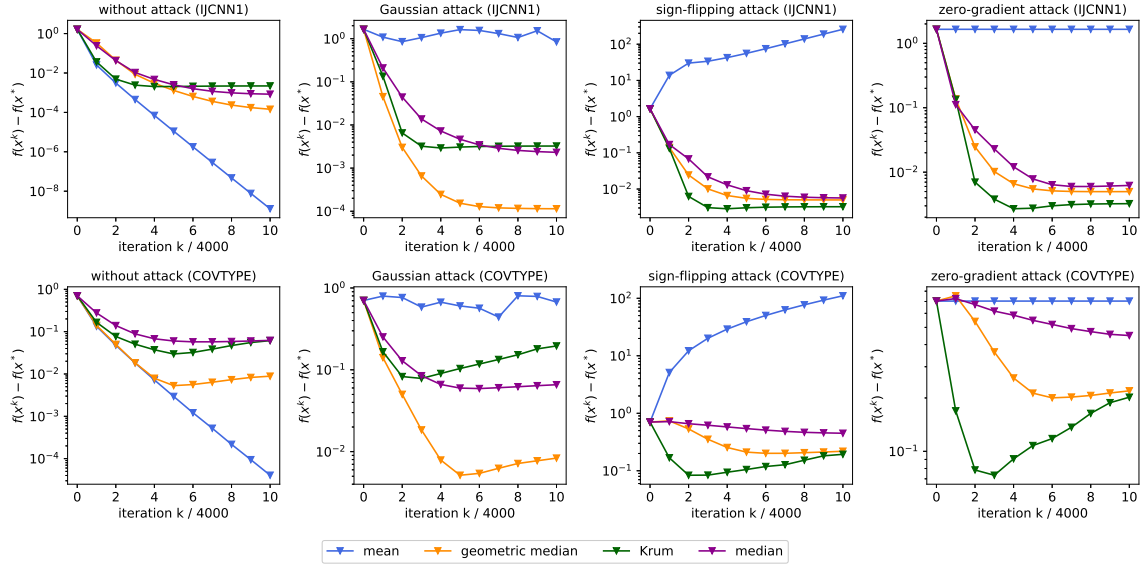 without attack (IJCNN1)
Gaussian attack (IJCNN1)
sign-flipping attack (IJCNN1)
zero-gradient attack (IJCNN1)
f(x^k) − f(x^*)
10^0
10^−2
10^−4
10^−6
10^−8
0 2 4 6 8 10
iteration k / 4000
f(x^k) − f(x^*)
10^0
10^−1
10^−2
10^−3
10^−4
0 2 4 6 8 10
iteration k / 4000
f(x^k) − f(x^*)
10^2
10^1
10^0
10^−1
10^−2
0 2 4 6 8 10
iteration k / 4000
f(x^k) − f(x^*)
10^0
10^−1
10^−2
0 2 4 6 8 10
iteration k / 4000
without attack (COVTYPE)
Gaussian attack (COVTYPE)
sign-flipping attack (COVTYPE)
zero-gradient attack (COVTYPE)
f(x^k) − f(x^*)
10^0
10^−1
10^−2
10^−3
10^−4
0 2 4 6 8 10
iteration k / 4000
f(x^k) − f(x^*)
10^0
10^−1
10^−2
0 2 4 6 8 10
iteration k / 4000
f(x^k) − f(x^*)
10^2
10^1
10^0
10^−1
0 2 4 6 8 10
iteration k / 4000
f(x^k) − f(x^*)
10^−1
0 2 4 6 8 10
iteration k / 4000
mean geometric median Krum median